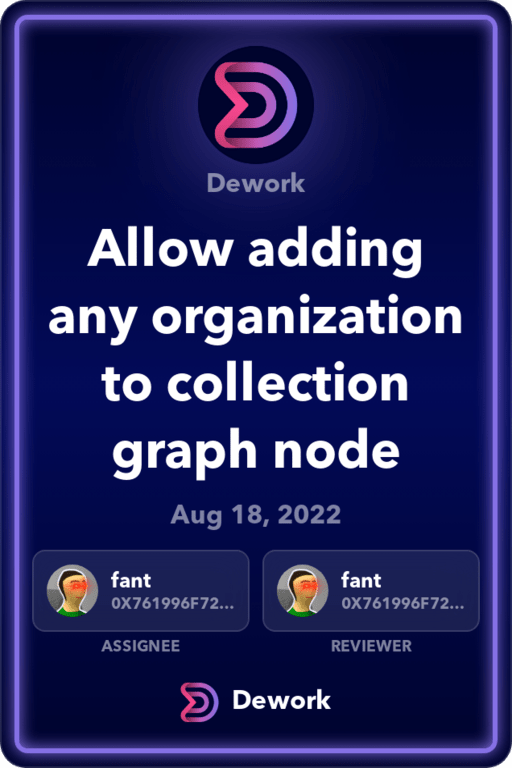 Dework
Allow adding
any organization
to collection
graph node
Aug 18, 2022
fant
0X761996F72...
ASSIGNEE
fant
0X761996F72...
REVIEWER
Dework